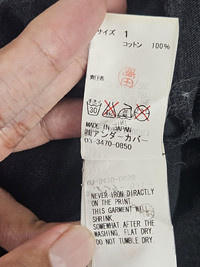 サイズ 1
コットン 100%
30
MADE IN JAPAN
㈱アンダーカバー
03-3470-0850
NEVER IRON DIRECTLY
ON THE PRINT.
THIS GARMENT WILL
SHRINK
SOMEWHAT AFTER THE
WASHING, FLAT DRY.
DO NOT TUMBLE DRY.